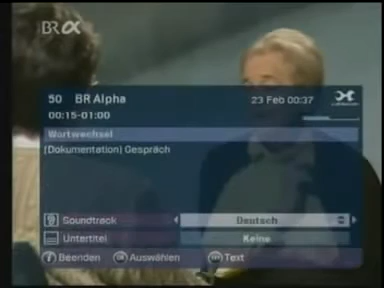 BR α
50 BR Alpha 23 Feb 00:37
00:15-01:00
Wortwechsel
[Dokumentation] Gespräch
Soundtrack Deutsch
Untertitel Keine
i Beenden OK Auswählen Text